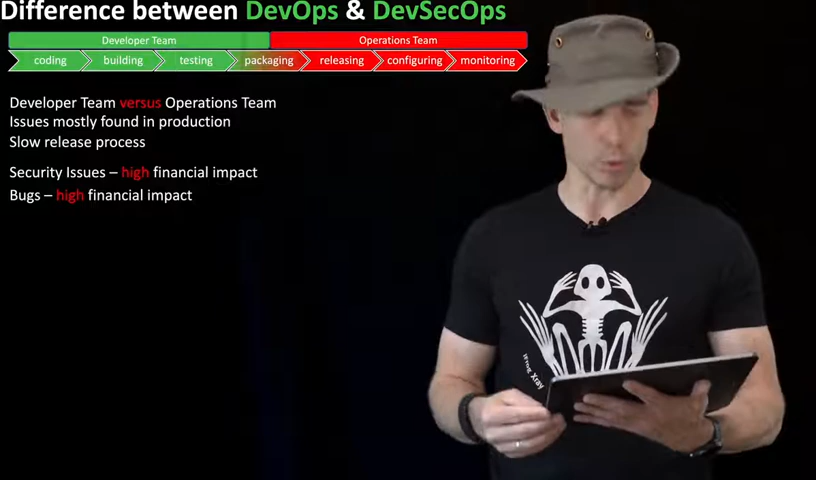 Difference between DevOps & DevSecOps
Developer Team
Operations Team
coding building testing packaging releasing configuring monitoring
Developer Team versus Operations Team
Issues mostly found in production
Slow release process
Security Issues – high financial impact
Bugs – high financial impact
Xray